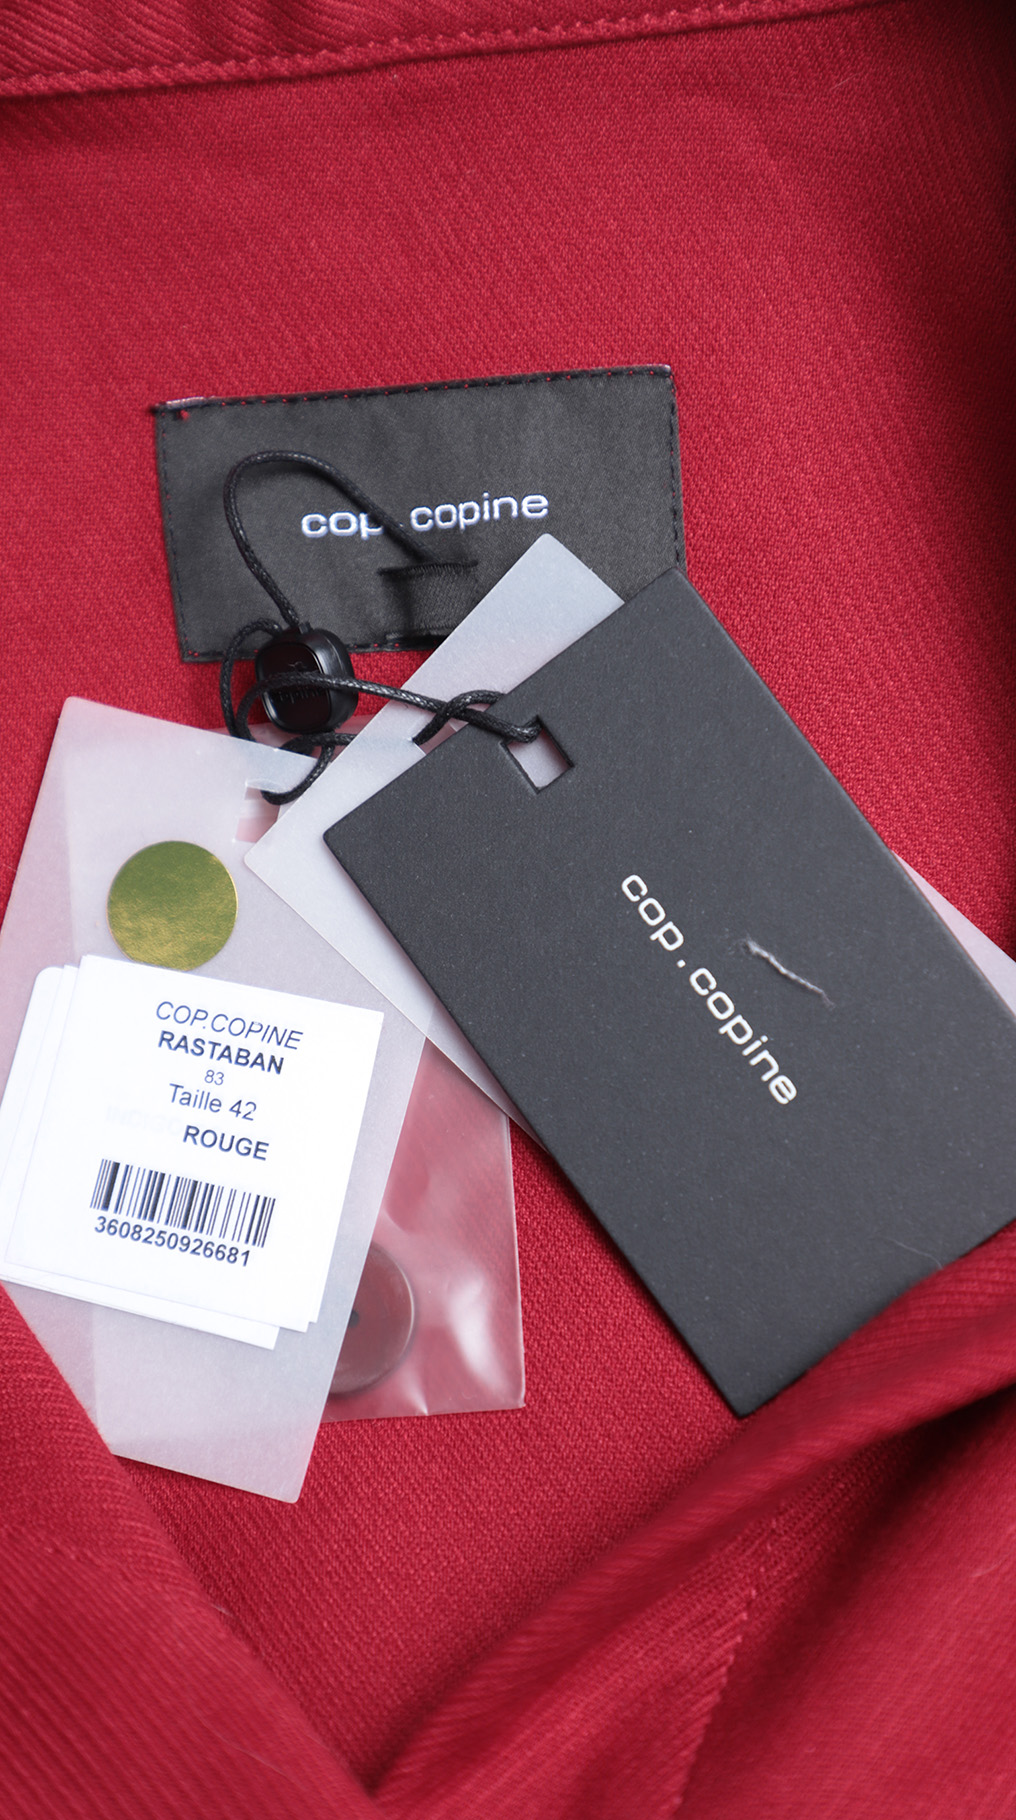 cop.copine
cop.copine
COP.COPINE
RASTABAN
83
Taille 42
ROUGE
3608250926681